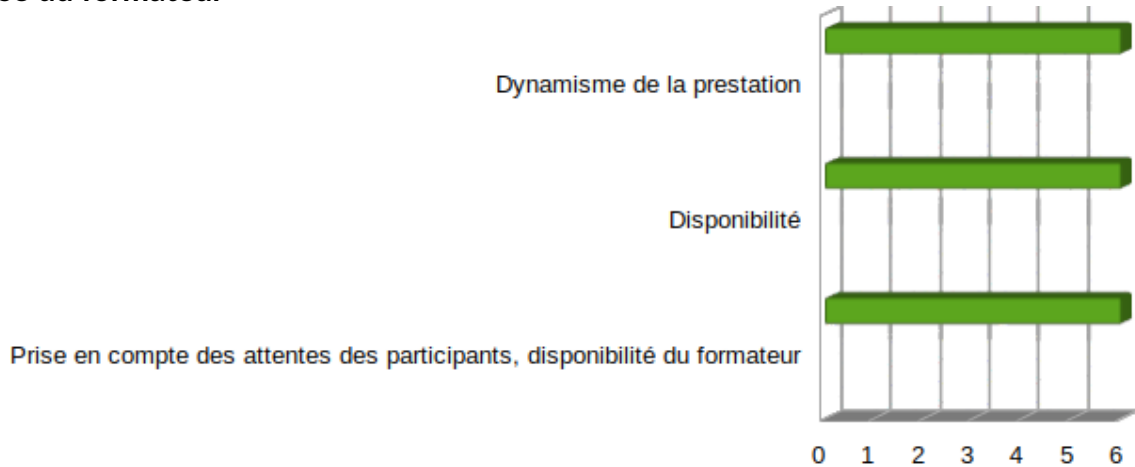 Dynamisme de la prestation
Disponibilité
Prise en compte des attentes des participants, disponibilité du formateur
0 1 2 3 4 5 6